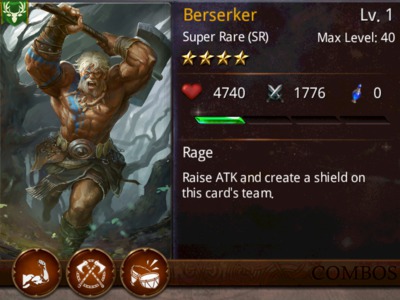 Berserker Lv. 1
Super Rare (SR) Max Level: 40
4740 1776 0
Rage
Raise ATK and create a shield on
this card's team.
COMBOS